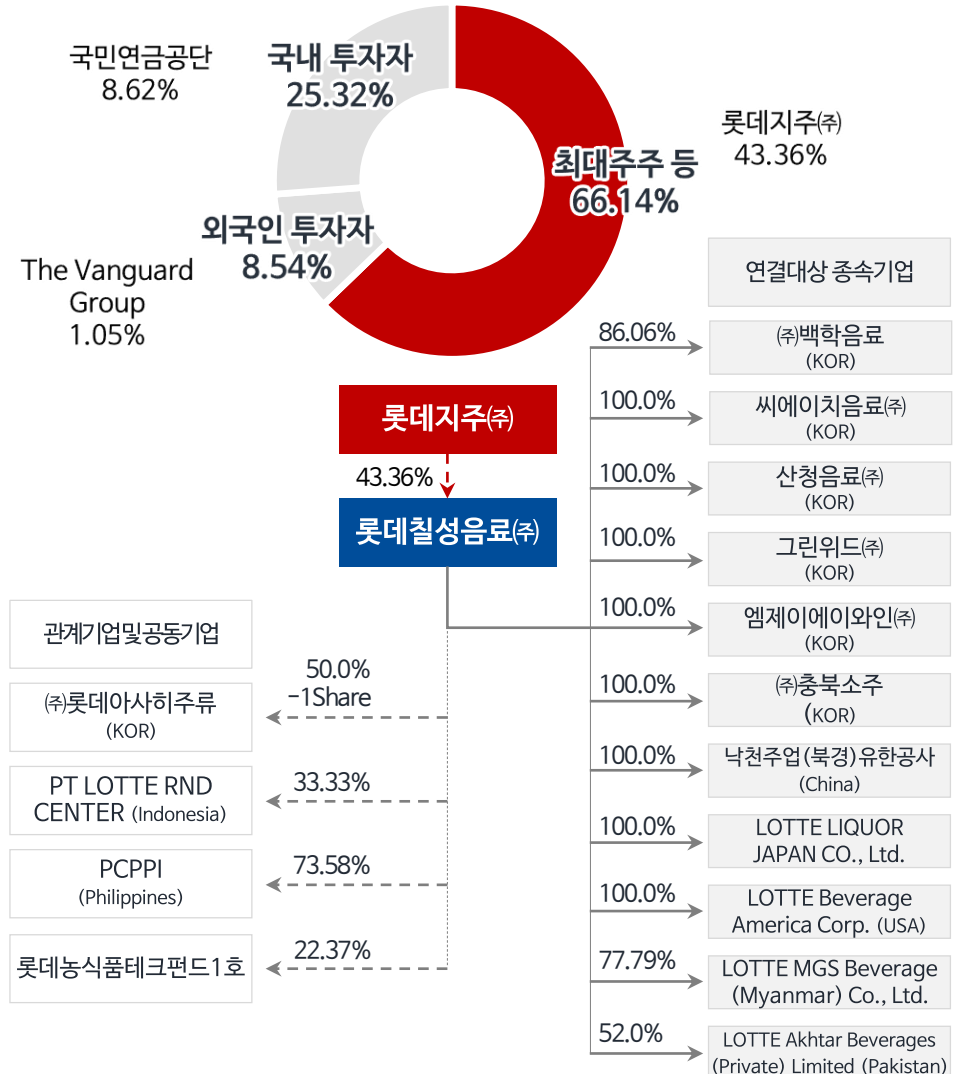 국민연금공단
8.62%
국내 투자자
25.32%
롯데지주㈜
43.36%
최대주주 등
66.14%
외국인 투자자
8.54%
The Vanguard
Group
1.05%
롯데지주㈜
43.36%
롯데칠성음료㈜
연결대상 종속기업
86.06%
㈜백학음료
(KOR)
100.0%
씨에이치음료㈜
(KOR)
100.0%
산청음료㈜
(KOR)
100.0%
그린위드㈜
(KOR)
100.0%
엠제이에이와인㈜
(KOR)
100.0%
㈜충북소주
(KOR)
100.0%
낙천주업(북경)유한공사
(China)
100.0%
LOTTE LIQUOR
JAPAN CO., Ltd.
100.0%
LOTTE Beverage
America Corp. (USA)
77.79%
LOTTE MGS Beverage
(Myanmar) Co., Ltd.
52.0%
LOTTE Akhtar Beverages
(Private) Limited (Pakistan)
관계기업및공동기업
50.0%
-1Share
㈜롯데아사히주류
(KOR)
33.33%
PT LOTTE RND
CENTER (Indonesia)
73.58%
PCPPI
(Philippines)
22.37%
롯데농식품테크펀드1호